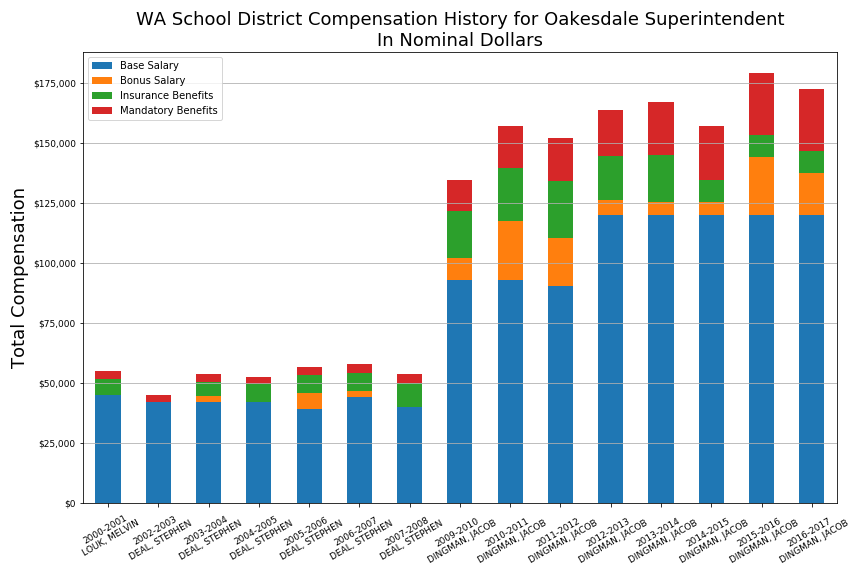 WA School District Compensation History for Oakesdale Superintendent
In Nominal Dollars
Base Salary
Bonus Salary
Insurance Benefits
Mandatory Benefits
Total Compensation
$175,000
$150,000
$125,000
$100,000
$75,000
$50,000
$25,000
$0
2000-2001
LOUK, MELVIN
2002-2003
DEAL, STEPHEN
2003-2004
DEAL, STEPHEN
2004-2005
DEAL, STEPHEN
2005-2006
DEAL, STEPHEN
2006-2007
DEAL, STEPHEN
2007-2008
DEAL, STEPHEN
2009-2010
DINGMAN, JACOB
2010-2011
DINGMAN, JACOB
2011-2012
DINGMAN, JACOB
2012-2013
DINGMAN, JACOB
2013-2014
DINGMAN, JACOB
2014-2015
DINGMAN, JACOB
2015-2016
DINGMAN, JACOB
2016-2017
DINGMAN, JACOB